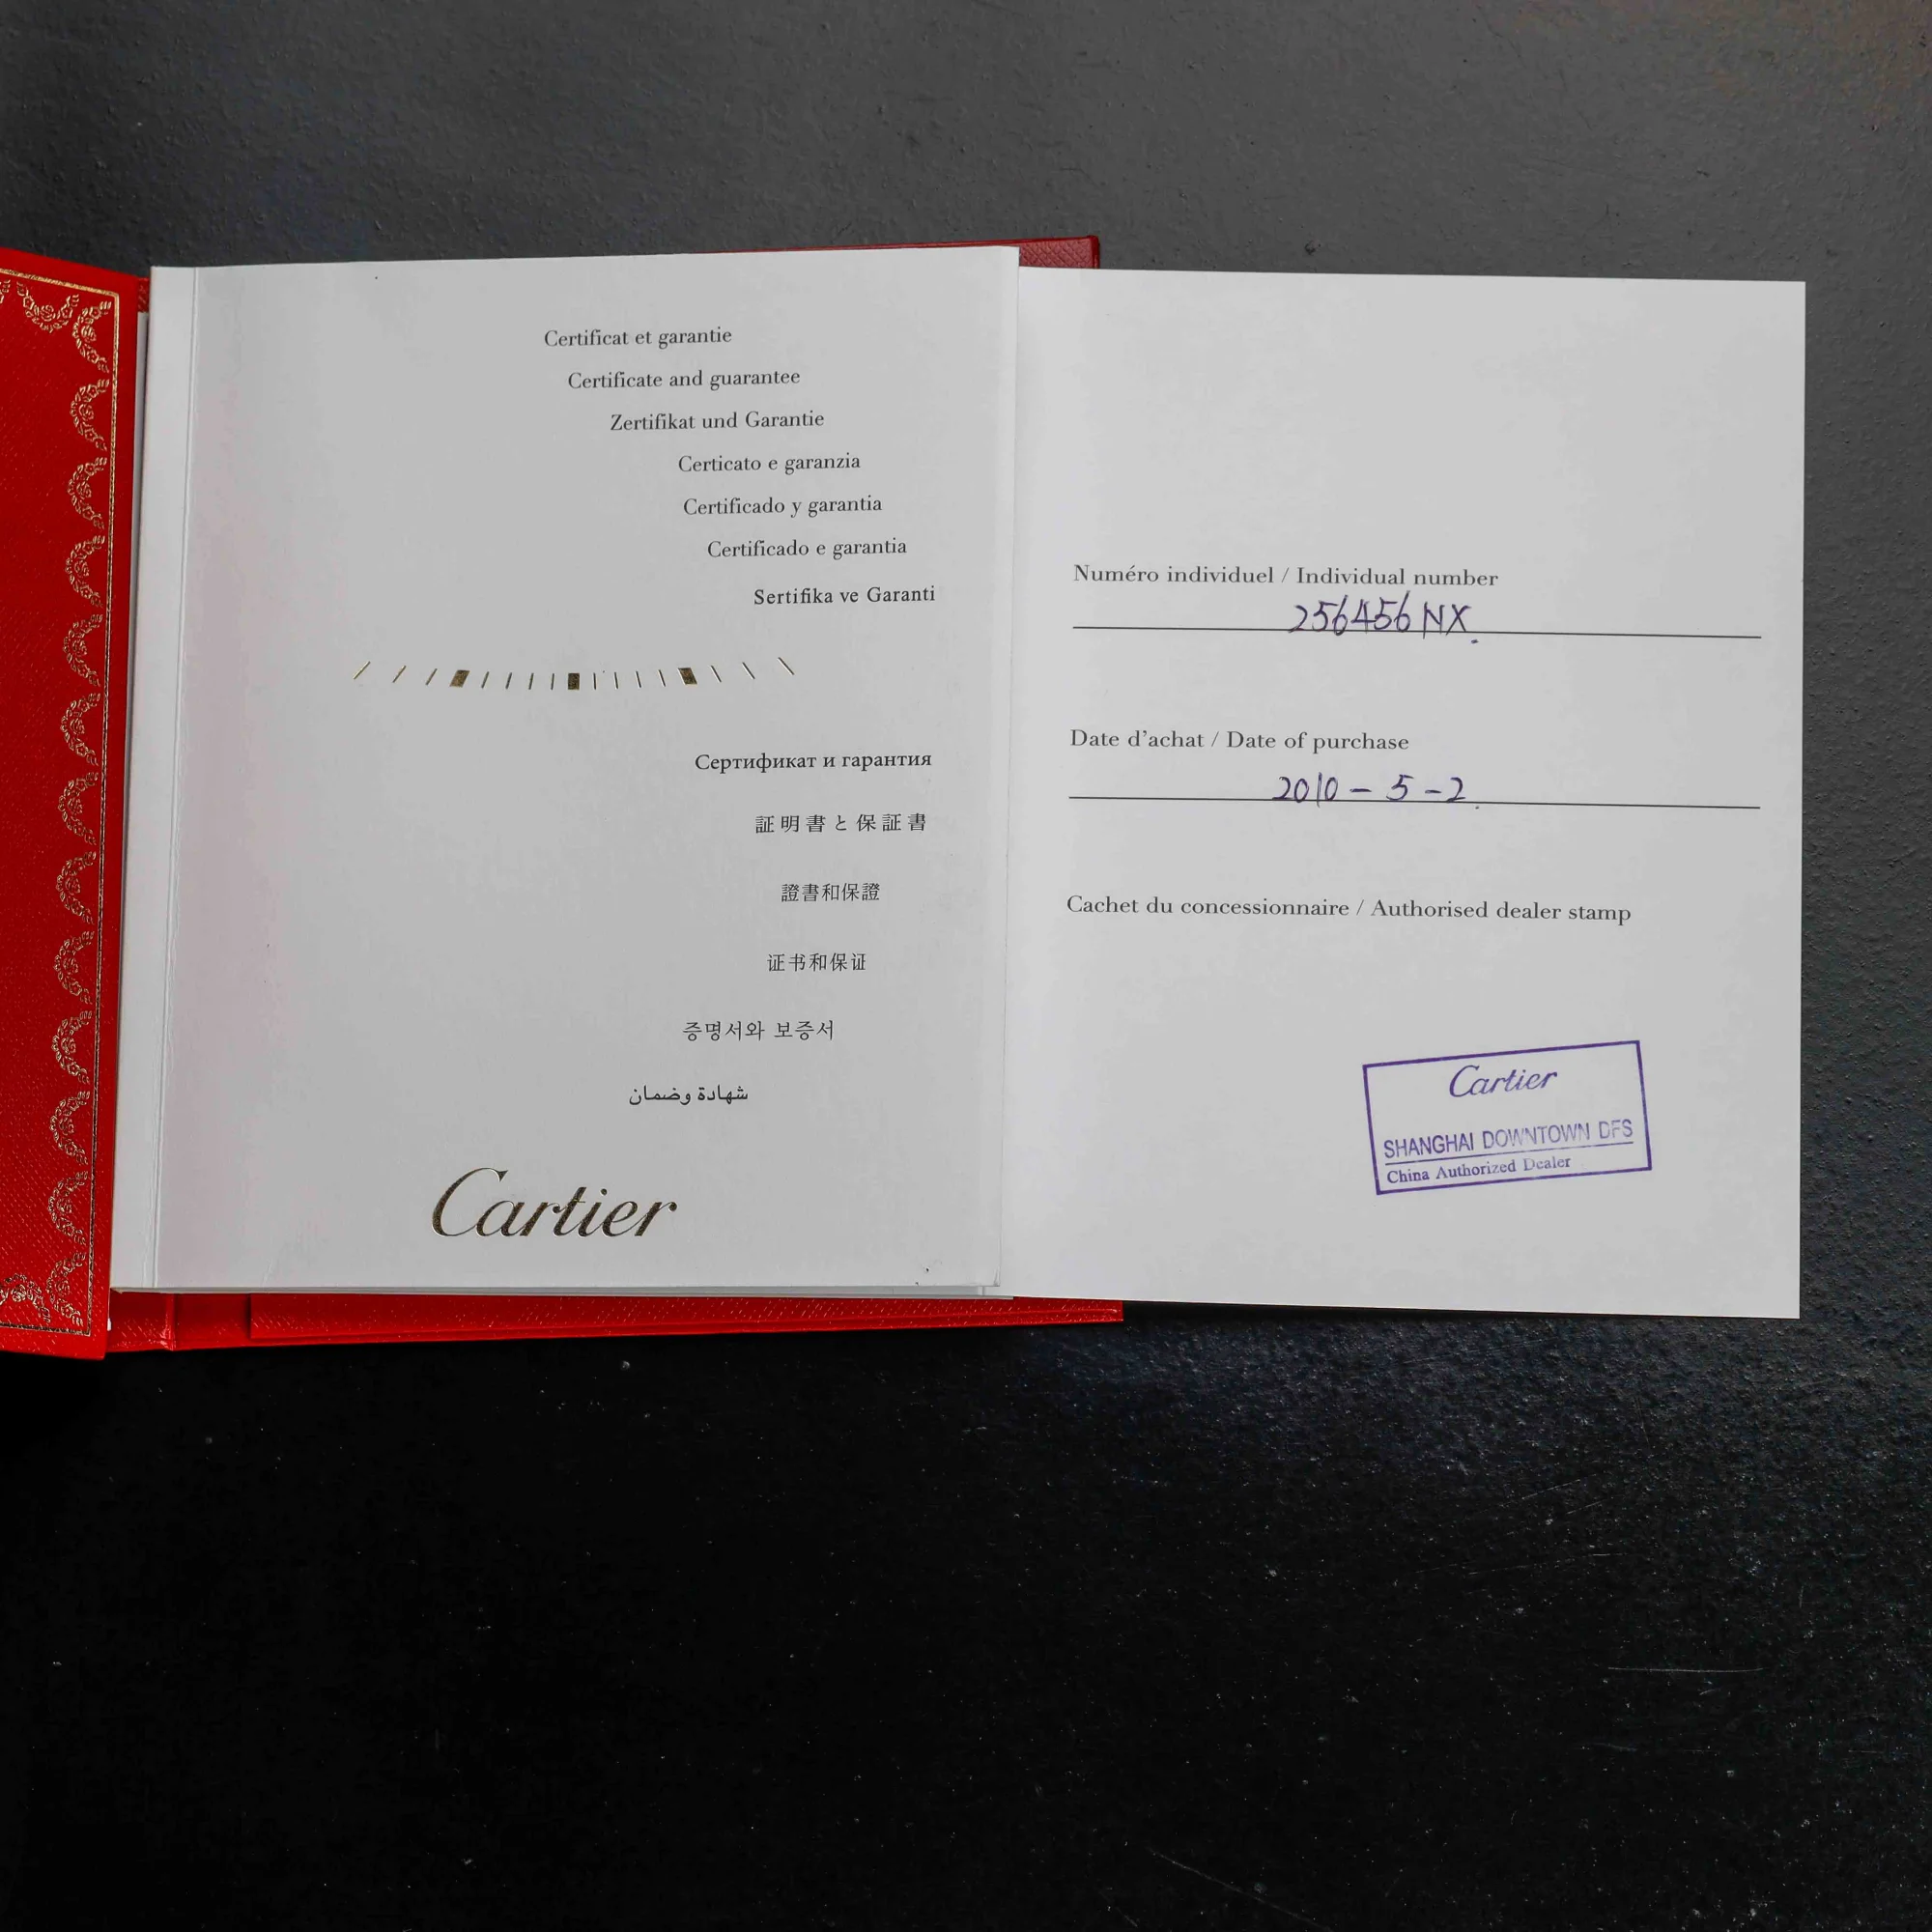 Certificat et garantie
Certificate and guarantee
Zertifikat und Garantie
Certicato e garanzia
Certificado y garantia
Certificado e garantia
Sertifika ve Garanti
Сертификат и гарантия
証明書と保証書
證書和保證
证书和保证
증명서와 보증서
شهادة وضمان
Cartier
Numéro individuel / Individual number
256456NX
Date d'achat / Date of purchase
2010 - 5 - 2
Cachet du concessionnaire / Authorised dealer stamp
Cartier
SHANGHAI DOWNTOWN DFS
China Authorized Dealer